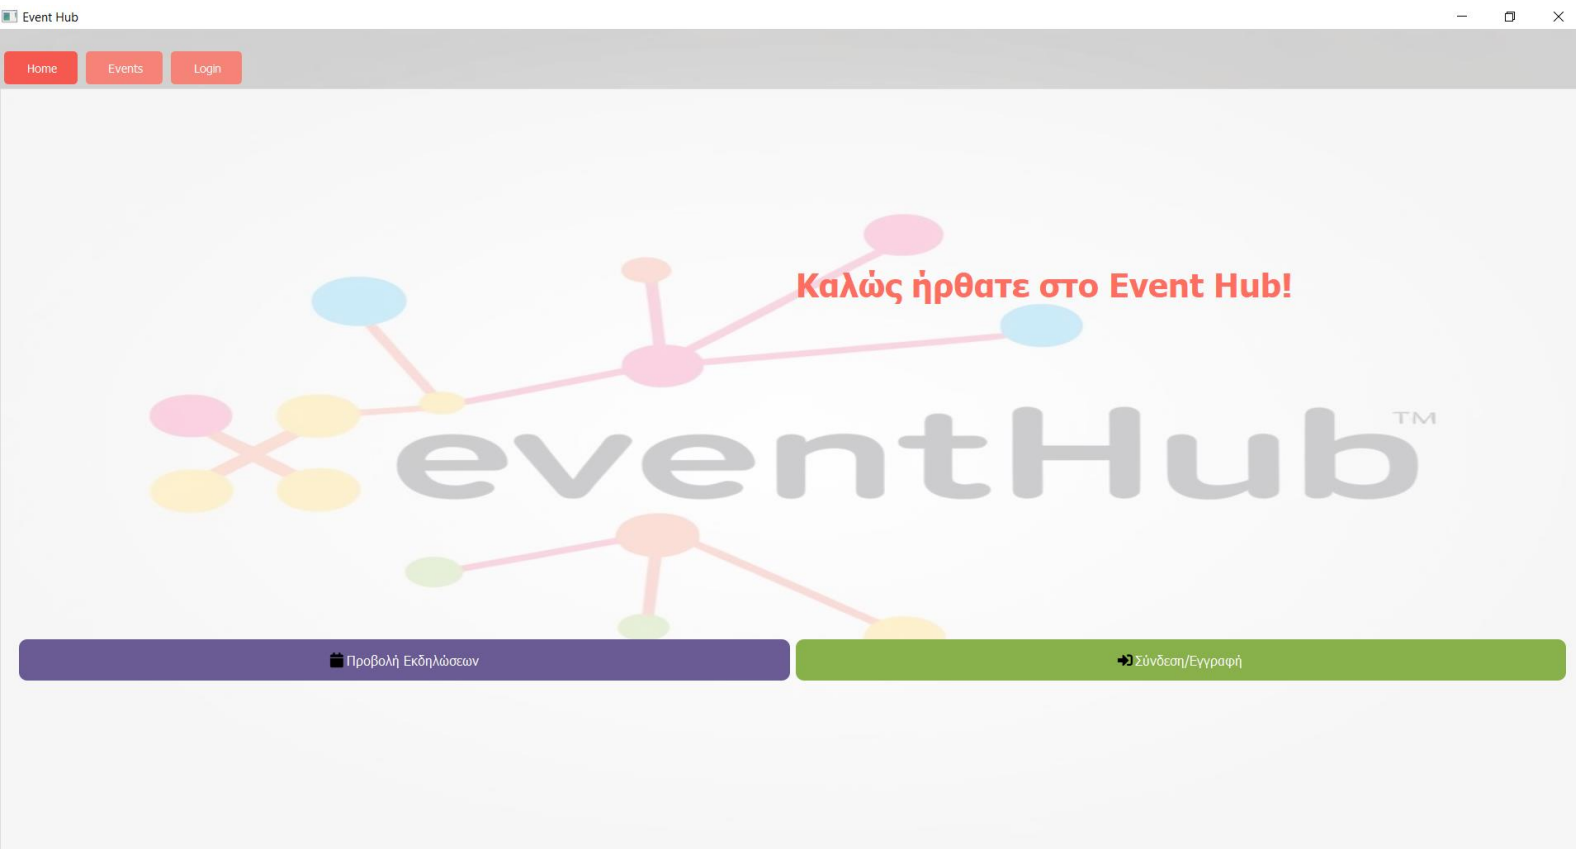 Event Hub
Home Events Login
Καλώς ήρθατε στο Event Hub!
eventHub™
Προβολή Εκδηλώσεων Σύνδεση/Εγγραφή